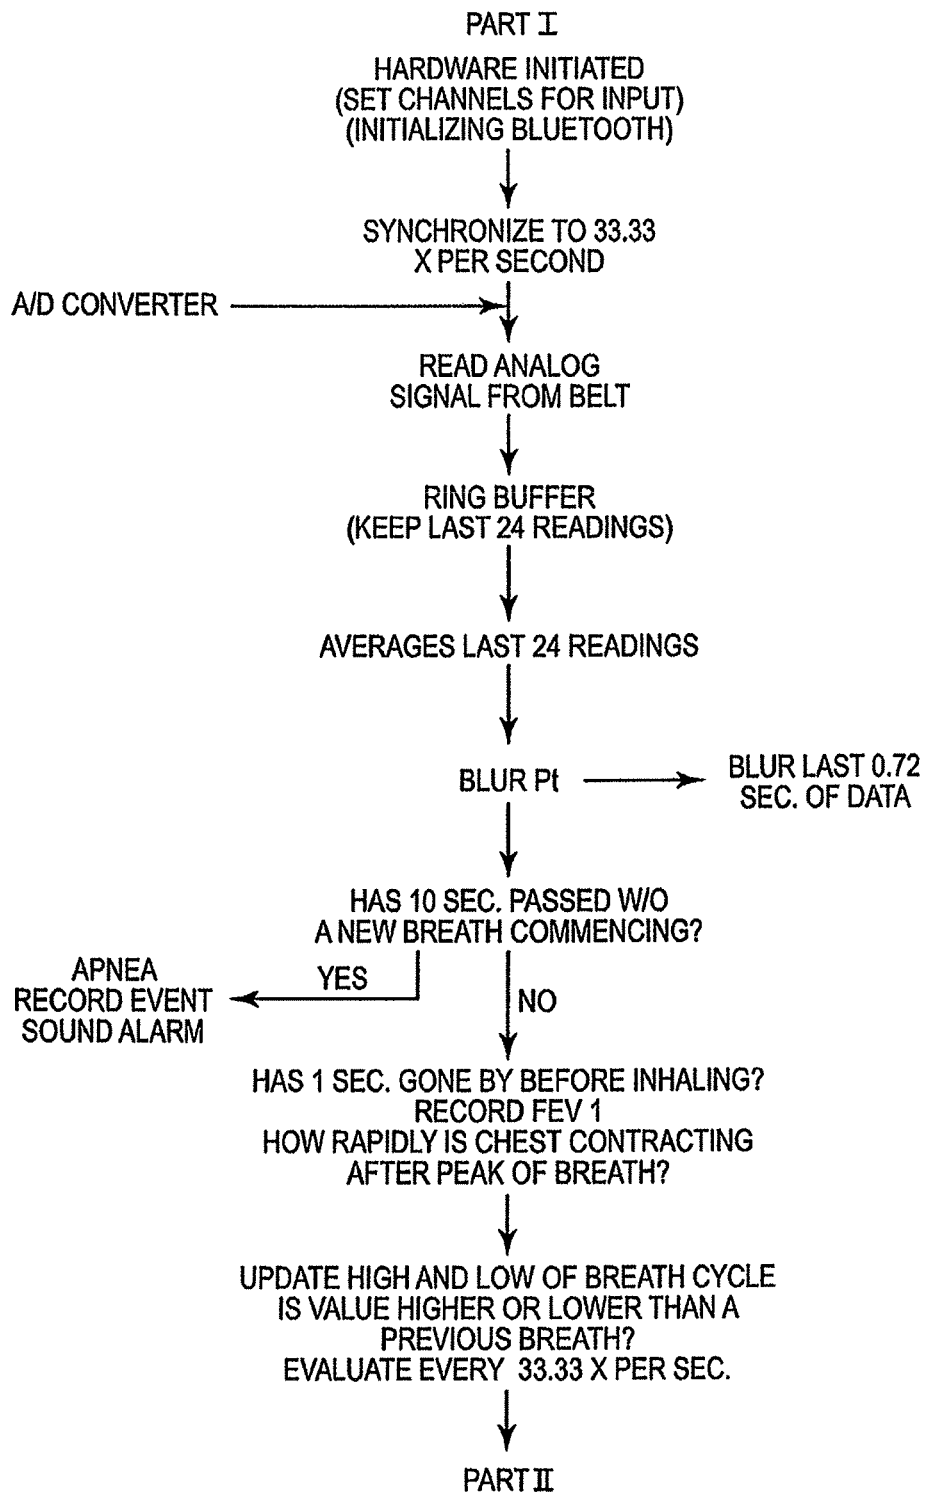 PART I
HARDWARE INITIATED
(SET CHANNELS FOR INPUT)
(INITIALIZING BLUETOOTH)
SYNCHRONIZE TO 33.33
X PER SECOND
A/D CONVERTER
READ ANALOG
SIGNAL FROM BELT
RING BUFFER
(KEEP LAST 24 READINGS)
AVERAGES LAST 24 READINGS
BLUR Pt
BLUR LAST 0.72
SEC. OF DATA
HAS 10 SEC. PASSED W/O
A NEW BREATH COMMENCING?
YES
APNEA
RECORD EVENT
SOUND ALARM
NO
HAS 1 SEC. GONE BY BEFORE INHALING?
RECORD FEV 1
HOW RAPIDLY IS CHEST CONTRACTING
AFTER PEAK OF BREATH?
UPDATE HIGH AND LOW OF BREATH CYCLE
IS VALUE HIGHER OR LOWER THAN A
PREVIOUS BREATH?
EVALUATE EVERY 33.33 X PER SEC.
PART II